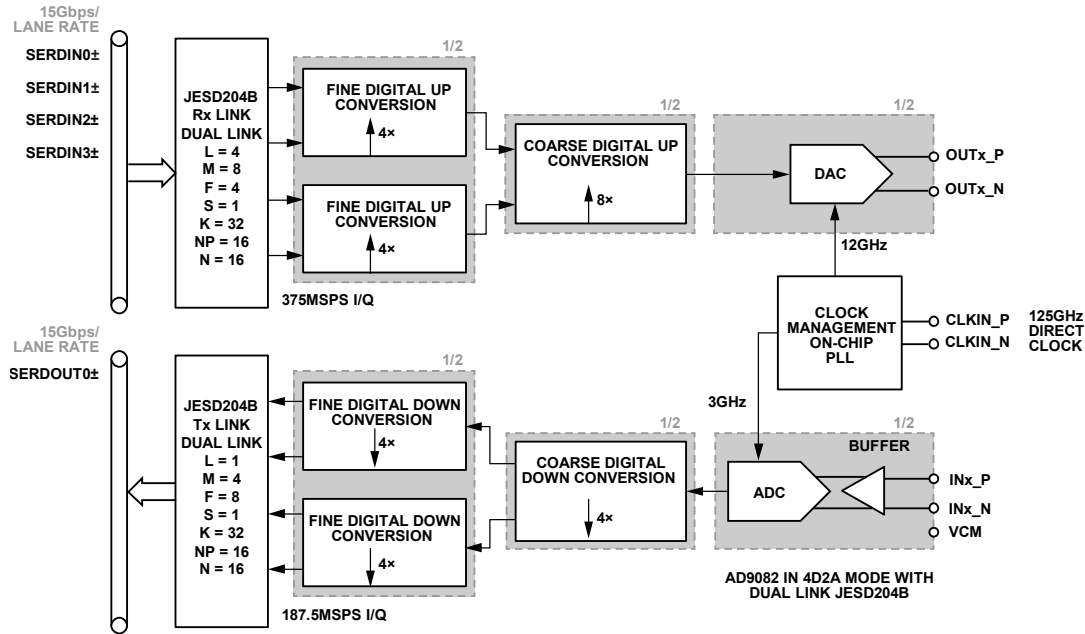 15Gbps/
LANE RATE
SERDIN0±
SERDIN1±
SERDIN2±
SERDIN3±
JESD204B
Rx LINK
DUAL LINK
L = 4
M = 8
F = 4
S = 1
K = 32
NP = 16
N = 16
1/2
FINE DIGITAL UP
CONVERSION
4×
FINE DIGITAL UP
CONVERSION
4×
375MSPS I/Q
1/2
COARSE DIGITAL UP
CONVERSION
8×
1/2
DAC
OUTx_P
OUTx_N
12GHz
CLOCK
MANAGEMENT
ON-CHIP
PLL
CLKIN_P
CLKIN_N
125GHz
DIRECT
CLOCK
3GHz
15Gbps/
LANE RATE
SERDOUT0±
JESD204B
Tx LINK
DUAL LINK
L = 1
M = 4
F = 8
S = 1
K = 32
NP = 16
N = 16
1/2
FINE DIGITAL DOWN
CONVERSION
4×
FINE DIGITAL DOWN
CONVERSION
4×
187.5MSPS I/Q
1/2
COARSE DIGITAL
DOWN CONVERSION
4×
1/2
BUFFER
ADC
INx_P
INx_N
VCM
AD9082 IN 4D2A MODE WITH
DUAL LINK JESD204B